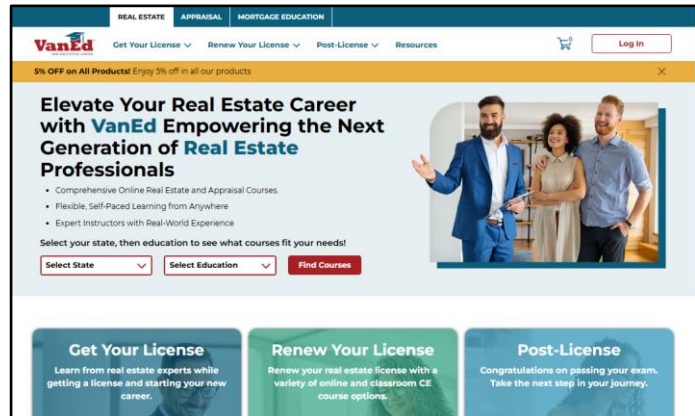 REAL ESTATE APPRAISAL MORTGAGE EDUCATION
VanEd Get Your License Renew Your License Post-License Resources 0 Log In
5% OFF on All Products! Enjoy 5% off in all our products
Elevate Your Real Estate Career
with VanEd Empowering the Next
Generation of Real Estate
Professionals
• Comprehensive Online Real Estate and Appraisal Courses
• Flexible, Self-Paced Learning from Anywhere
• Expert Instructors with Real-World Experience
Select your state, then education to see what courses fit your needs!
Select State Select Education Find Courses
Get Your License
Learn from real estate experts while
getting a license and starting your new
career.
Renew Your License
Renew your real estate license with a
variety of online and classroom CE
course options.
Post-License
Congratulations on passing your exam.
Take the next step in your journey.